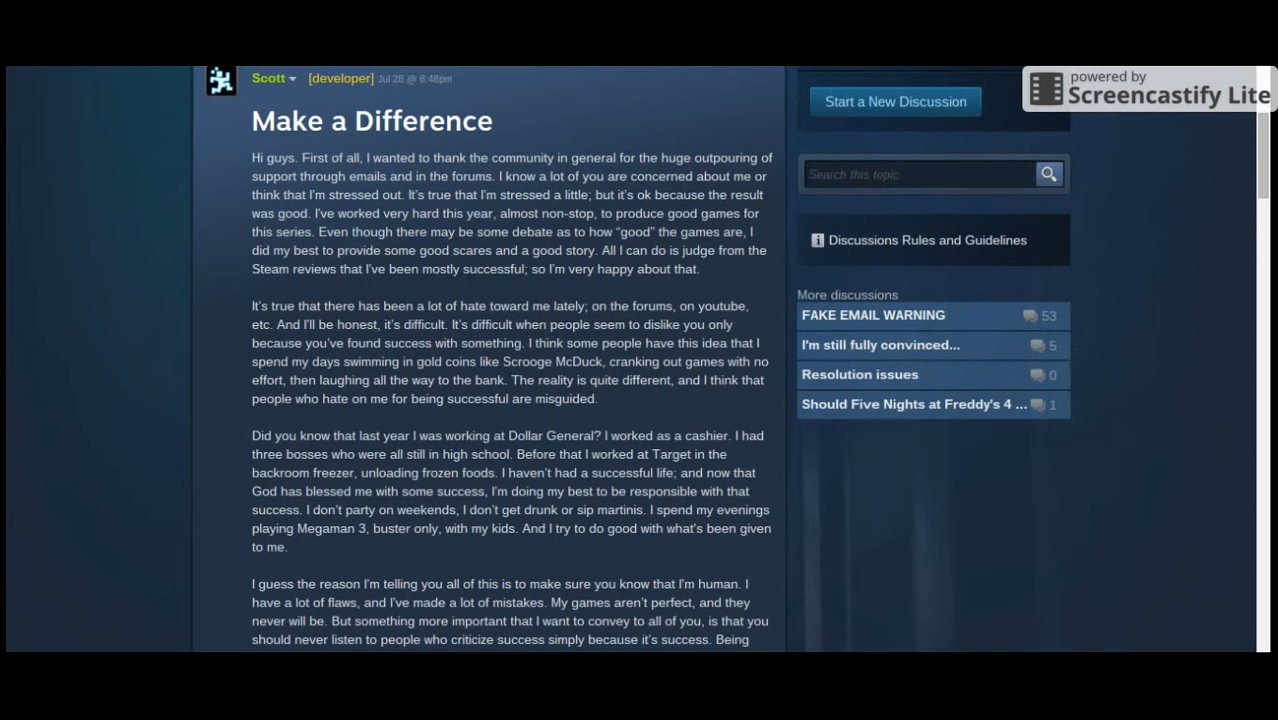 Scott [developer] Jul 28 @ 8:48pm
Make a Difference
Hi guys. First of all, I wanted to thank the community in general for the huge outpouring of
support through emails and in the forums. I know a lot of you are concerned about me or
think that I'm stressed out. It's true that I'm stressed a little; but it's ok because the result
was good. I've worked very hard this year, almost non-stop, to produce good games for
this series. Even though there may be some debate as to how "good" the games are, I
did my best to provide some good scares and a good story. All I can do is judge from the
Steam reviews that I've been mostly successful; so I'm very happy about that.
It's true that there has been a lot of hate toward me lately; on the forums, on youtube,
etc. And I'll be honest, it's difficult. It's difficult when people seem to dislike you only
because you've found success with something. I think some people have this idea that I
spend my days swimming in gold coins like Scrooge McDuck, cranking out games with no
effort, then laughing all the way to the bank. The reality is quite different, and I think that
people who hate on me for being successful are misguided.
Did you know that last year I was working at Dollar General? I worked as a cashier. I had
three bosses who were all still in high school. Before that I worked at Target in the
backroom freezer, unloading frozen foods. I haven't had a successful life; and now that
God has blessed me with some success, I'm doing my best to be responsible with that
success. I don't party on weekends, I don't get drunk or sip martinis. I spend my evenings
playing Megaman 3, buster only, with my kids. And I try to do good with what's been given
to me.
I guess the reason I'm telling you all of this is to make sure you know that I'm human. I
have a lot of flaws, and I've made a lot of mistakes. My games aren't perfect, and they
never will be. But something more important that I want to convey to all of you, is that you
should never listen to people who criticize success simply because it's success. Being
powered by
Screencastify Lite
Start a New Discussion
Search this topic
Discussions Rules and Guidelines
More discussions
FAKE EMAIL WARNING 53
I'm still fully convinced... 5
Resolution issues 0
Should Five Nights at Freddy's 4 ... 1